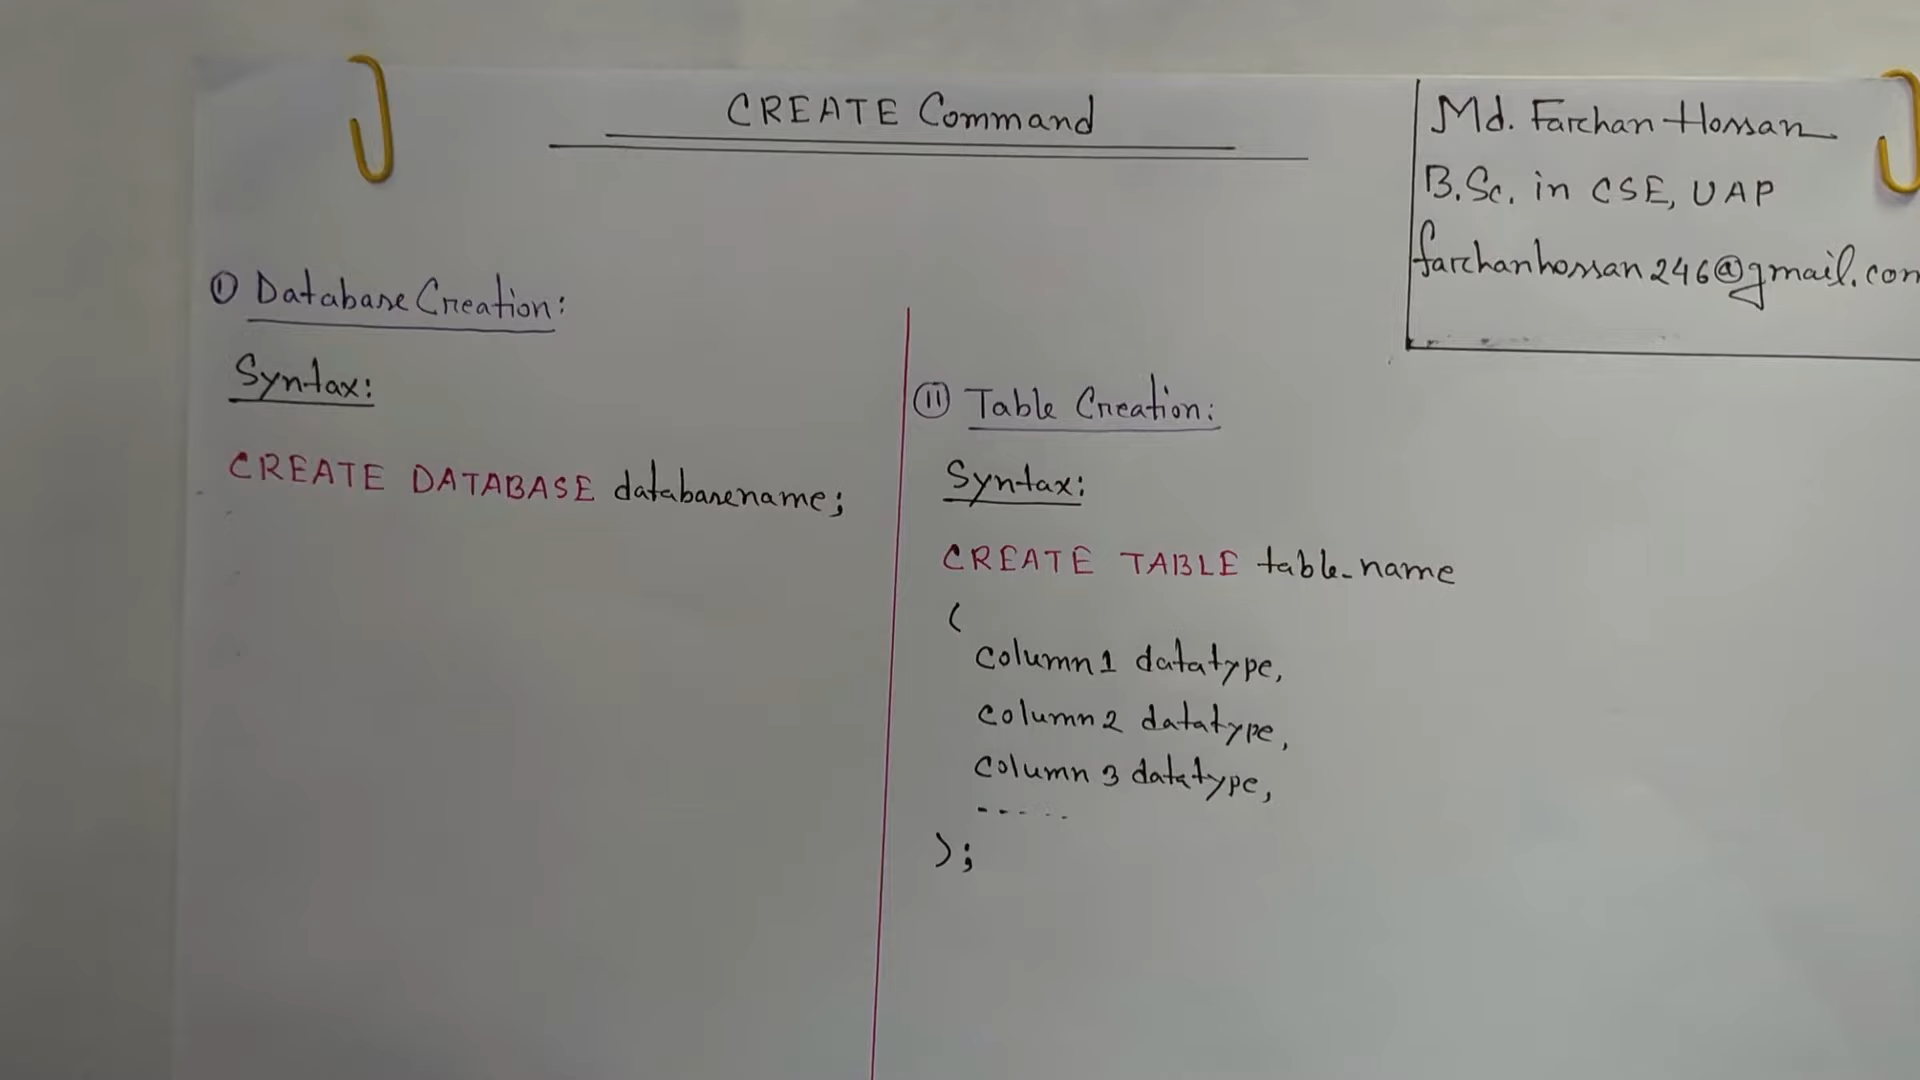 CREATE Command
Md. Farhan Hossan
B.Sc. in CSE, UAP
farhanhossan246@gmail.com
① Database Creation:
Syntax:
CREATE DATABASE databasename;
⑪ Table Creation:
Syntax:
CREATE TABLE table_name
(
column1 datatype,
column2 datatype,
column3 datatype,
.....
);